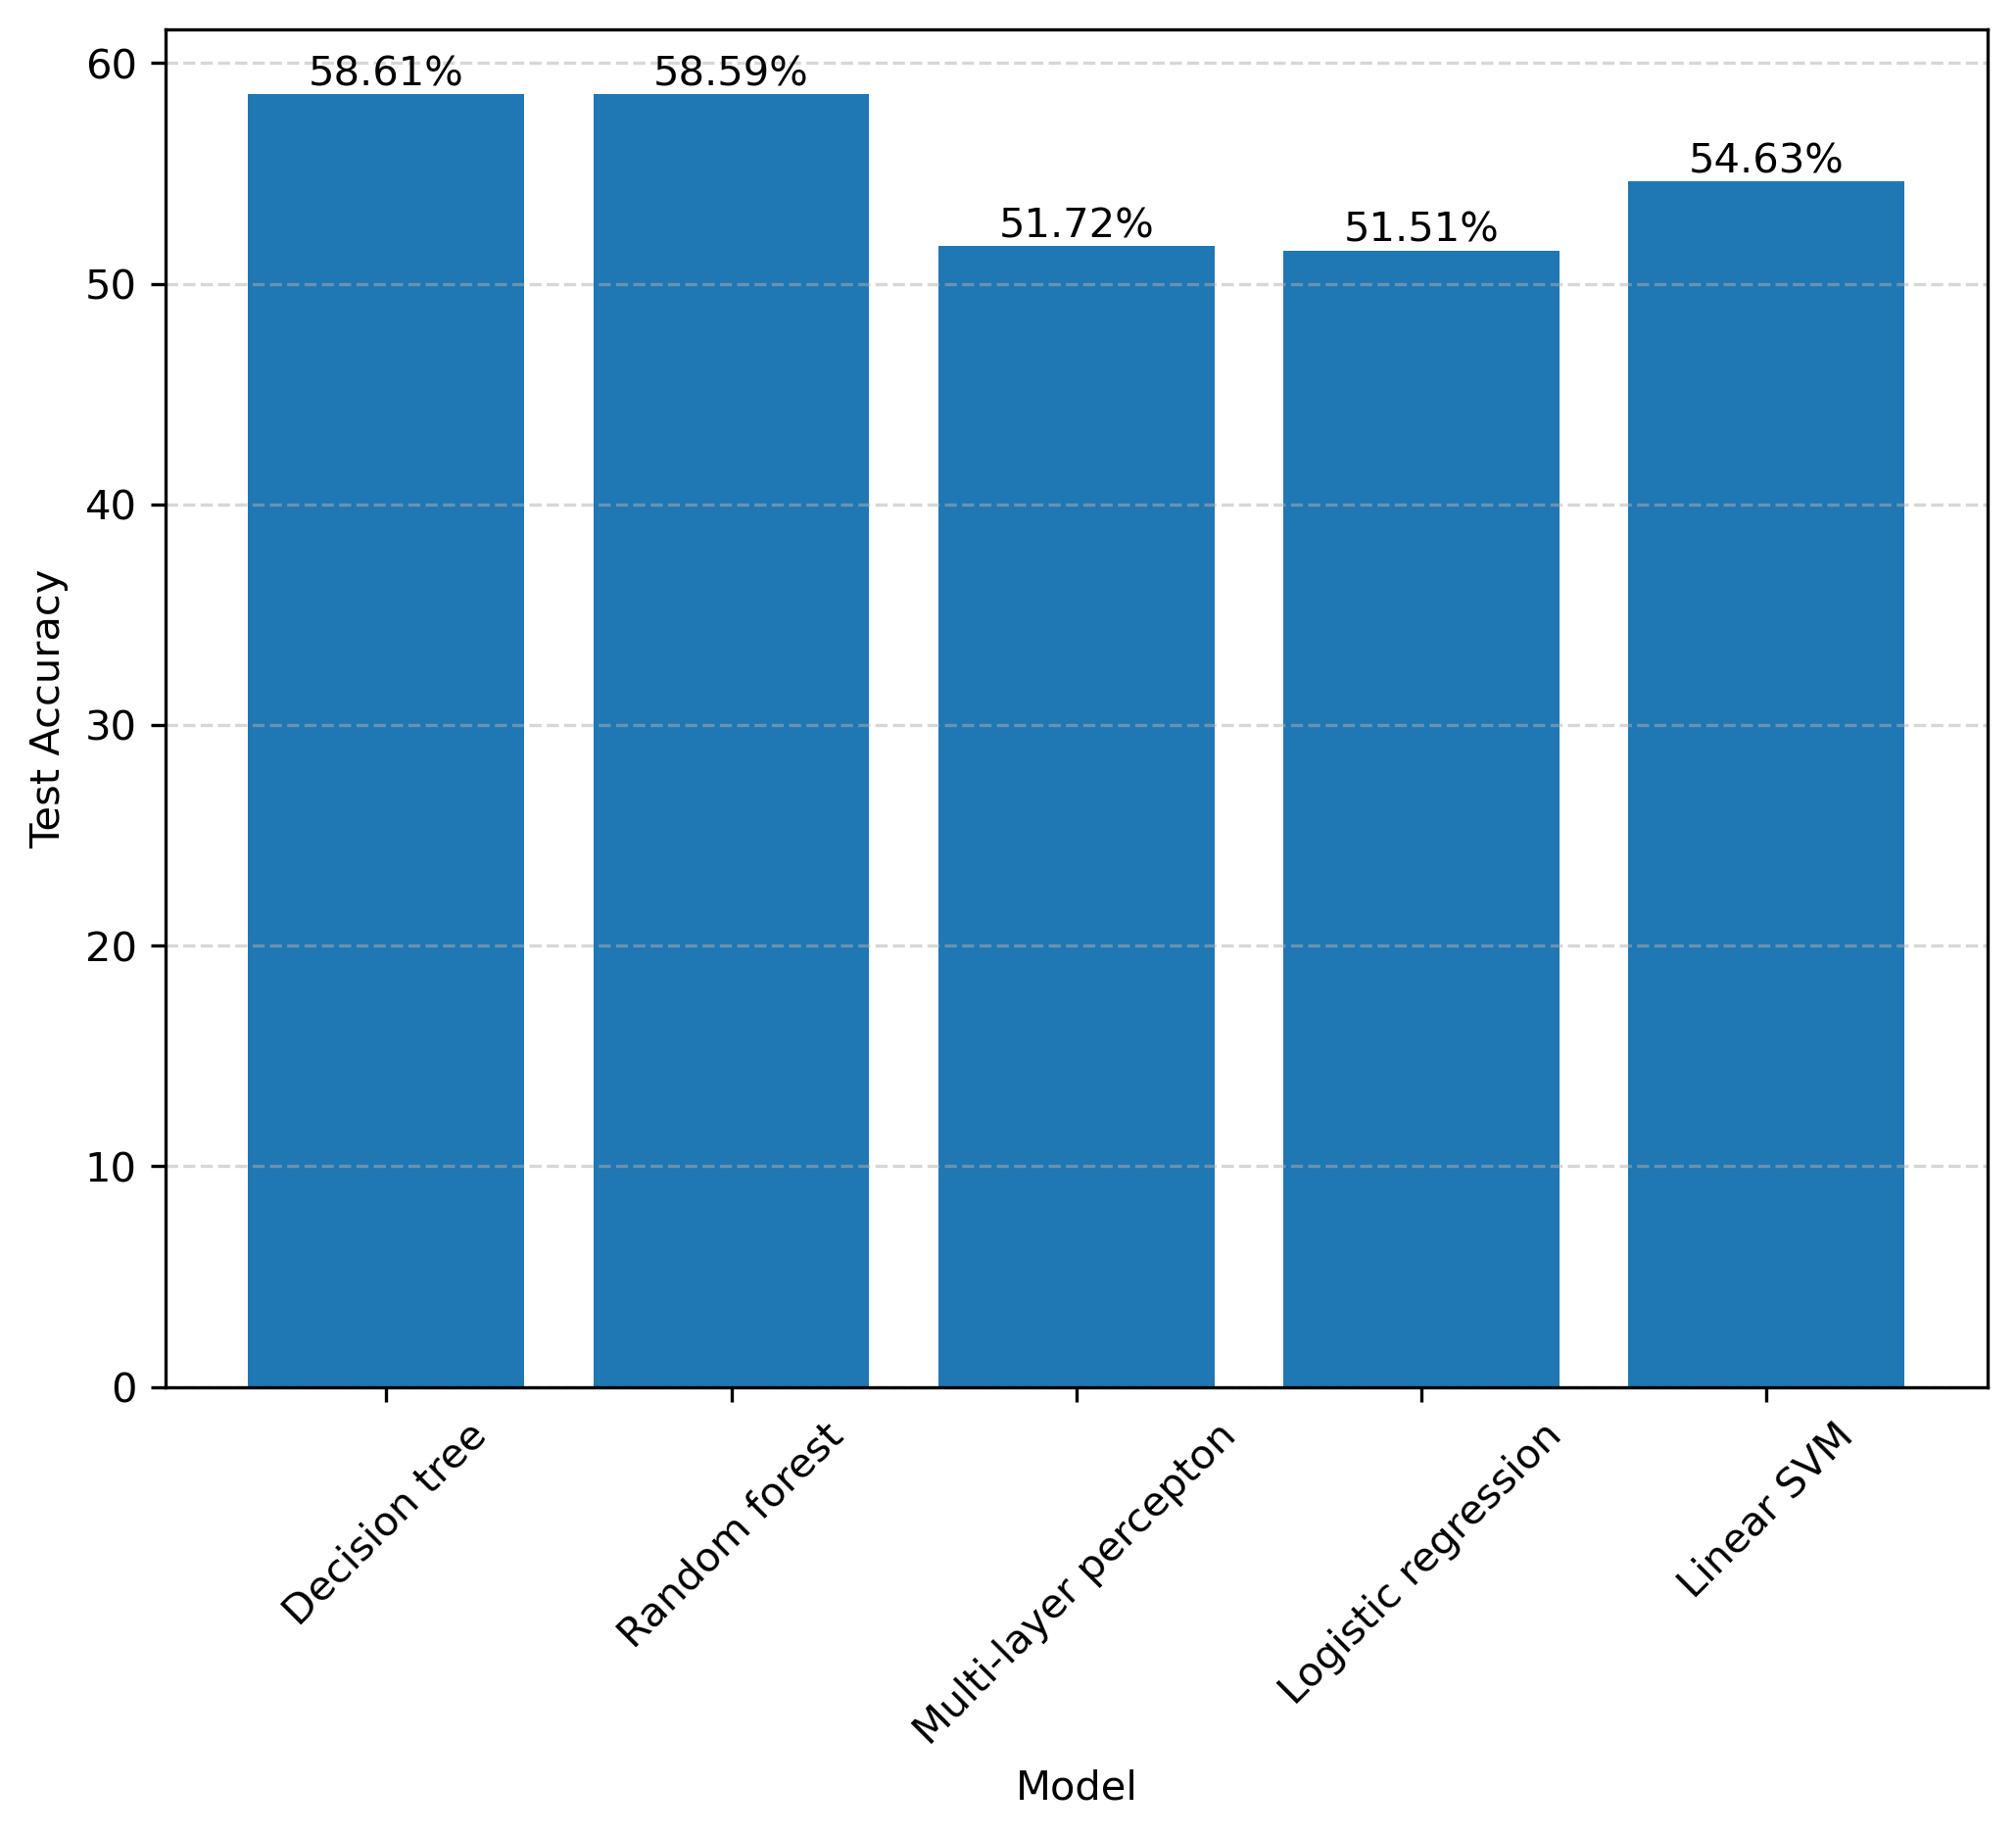 60
50
40
30
20
10
0
Test Accuracy
58.61%
58.59%
51.72%
51.51%
54.63%
Decision tree
Random forest
Multi-layer percepton
Logistic regression
Linear SVM
Model